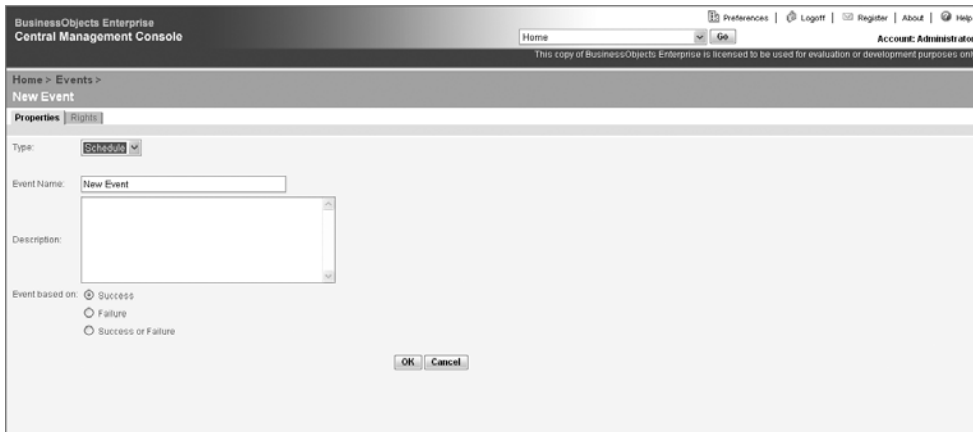 BusinessObjects Enterprise
Central Management Console
Preferences | Logoff | Register | About | Help
Home Go
Account: Administrator
This copy of BusinessObjects Enterprise is licensed to be used for evaluation or development purposes onl
Home > Events >
New Event
Properties Rights
Type: Schedule
Event Name: New Event
Description:
Event based on: Success
Failure
Success or Failure
OK Cancel